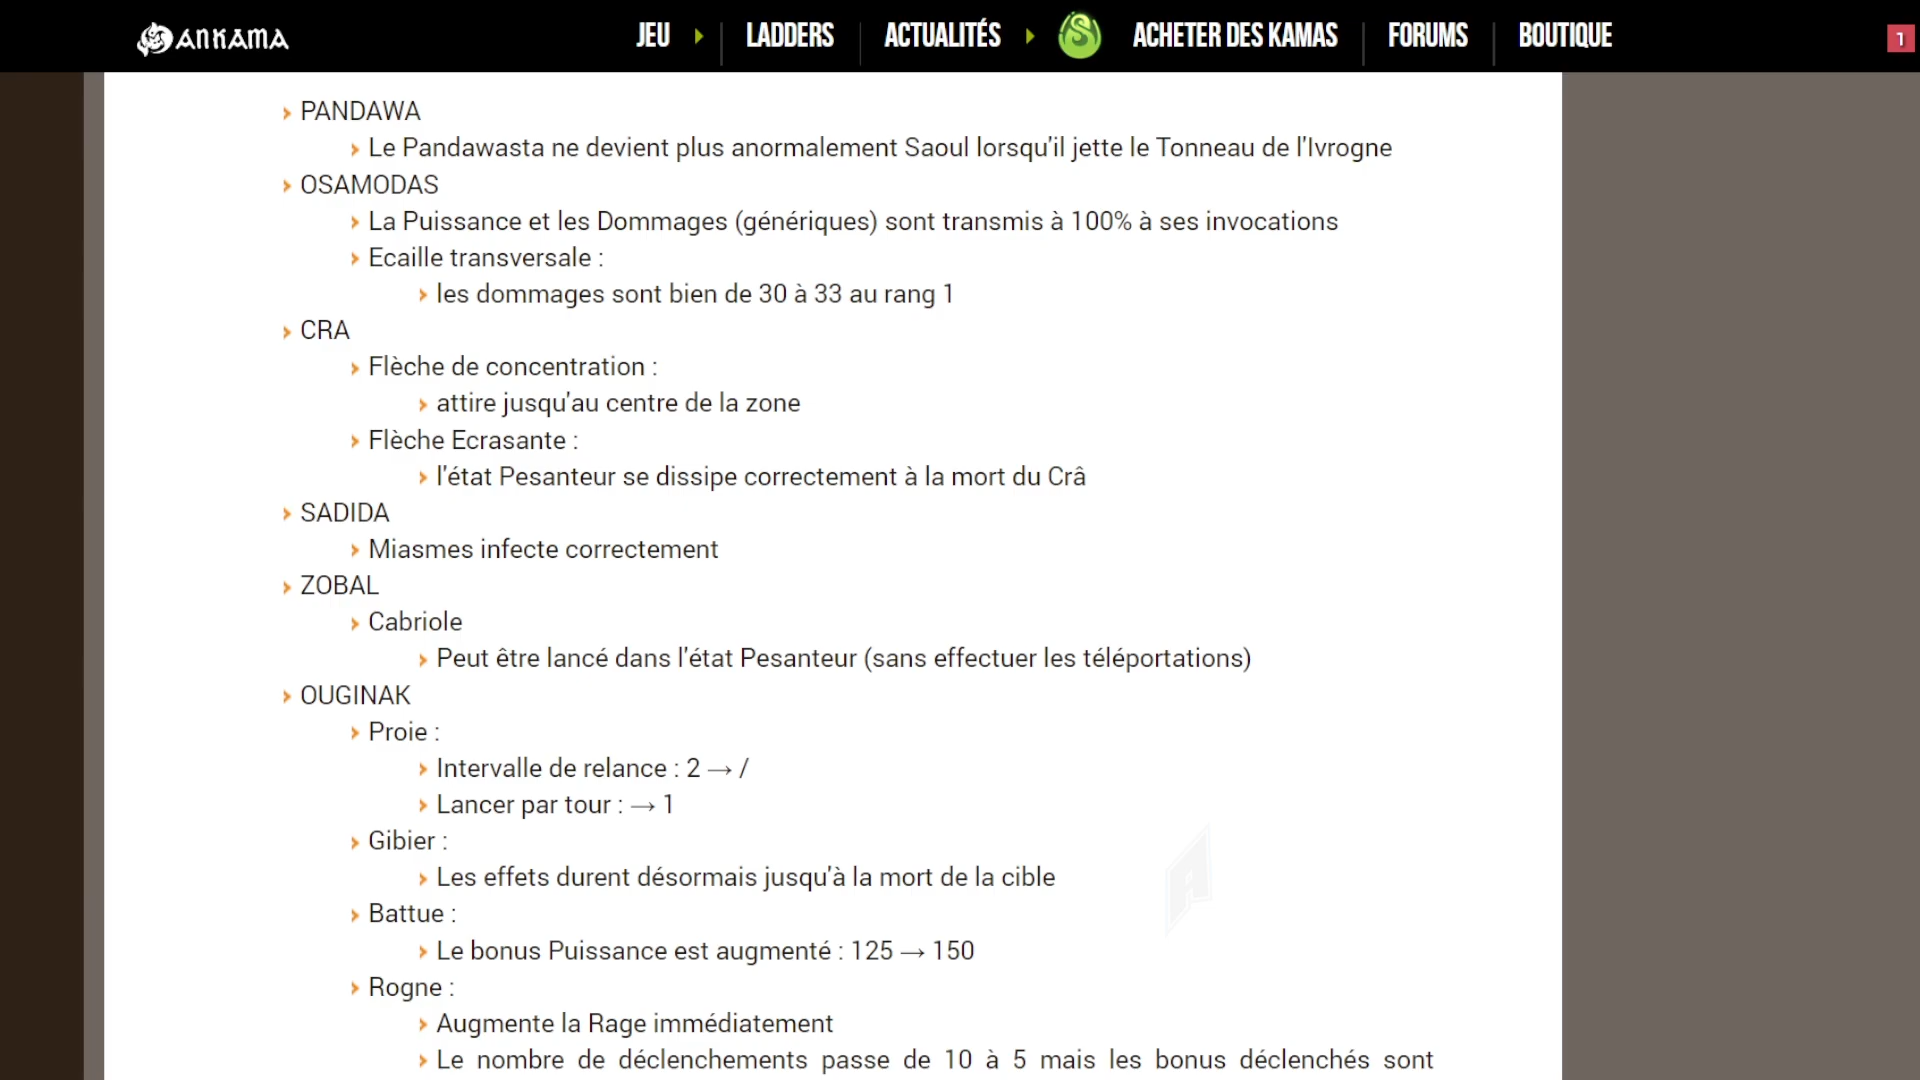 ANKAMA
JEU
LADDERS
ACTUALITÉS
ACHETER DES KAMAS
FORUMS
BOUTIQUE
1
PANDAWA
Le Pandawasta ne devient plus anormalement Saoul lorsqu'il jette le Tonneau de l'Ivrogne
OSAMODAS
La Puissance et les Dommages (génériques) sont transmis à 100% à ses invocations
Ecaille transversale :
les dommages sont bien de 30 à 33 au rang 1
CRA
Flèche de concentration :
attire jusqu'au centre de la zone
Flèche Ecrasante :
l'état Pesanteur se dissipe correctement à la mort du Crâ
SADIDA
Miasmes infecte correctement
ZOBAL
Cabriole
Peut être lancé dans l'état Pesanteur (sans effectuer les téléportations)
OUGINAK
Proie :
Intervalle de relance : 2 → /
Lancer par tour : → 1
Gibier :
Les effets durent désormais jusqu'à la mort de la cible
Battue :
Le bonus Puissance est augmenté : 125 → 150
Rogne :
Augmente la Rage immédiatement
Le nombre de déclenchements passe de 10 à 5 mais les bonus déclenchés sont